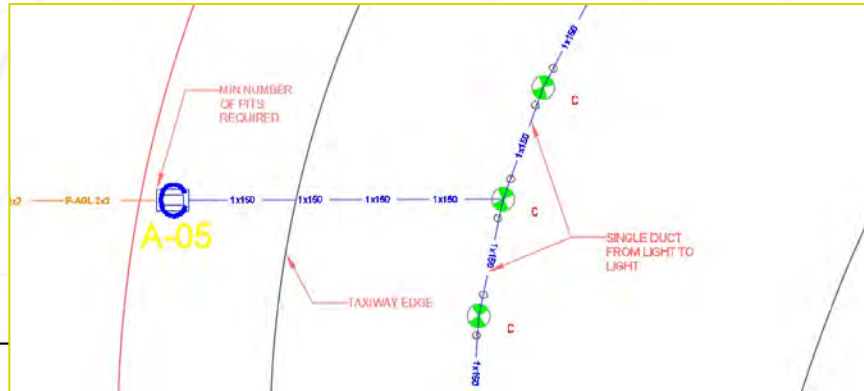 1x150
C
MIN NUMBER
OF PITS
REQUIRED
1x150
P-AGL 2x3
1x150
1x150
1x150
1x150
C
A-05
SINGLE DUCT
FROM LIGHT TO
LIGHT
1x150
TAXIWAY EDGE
C
1x150